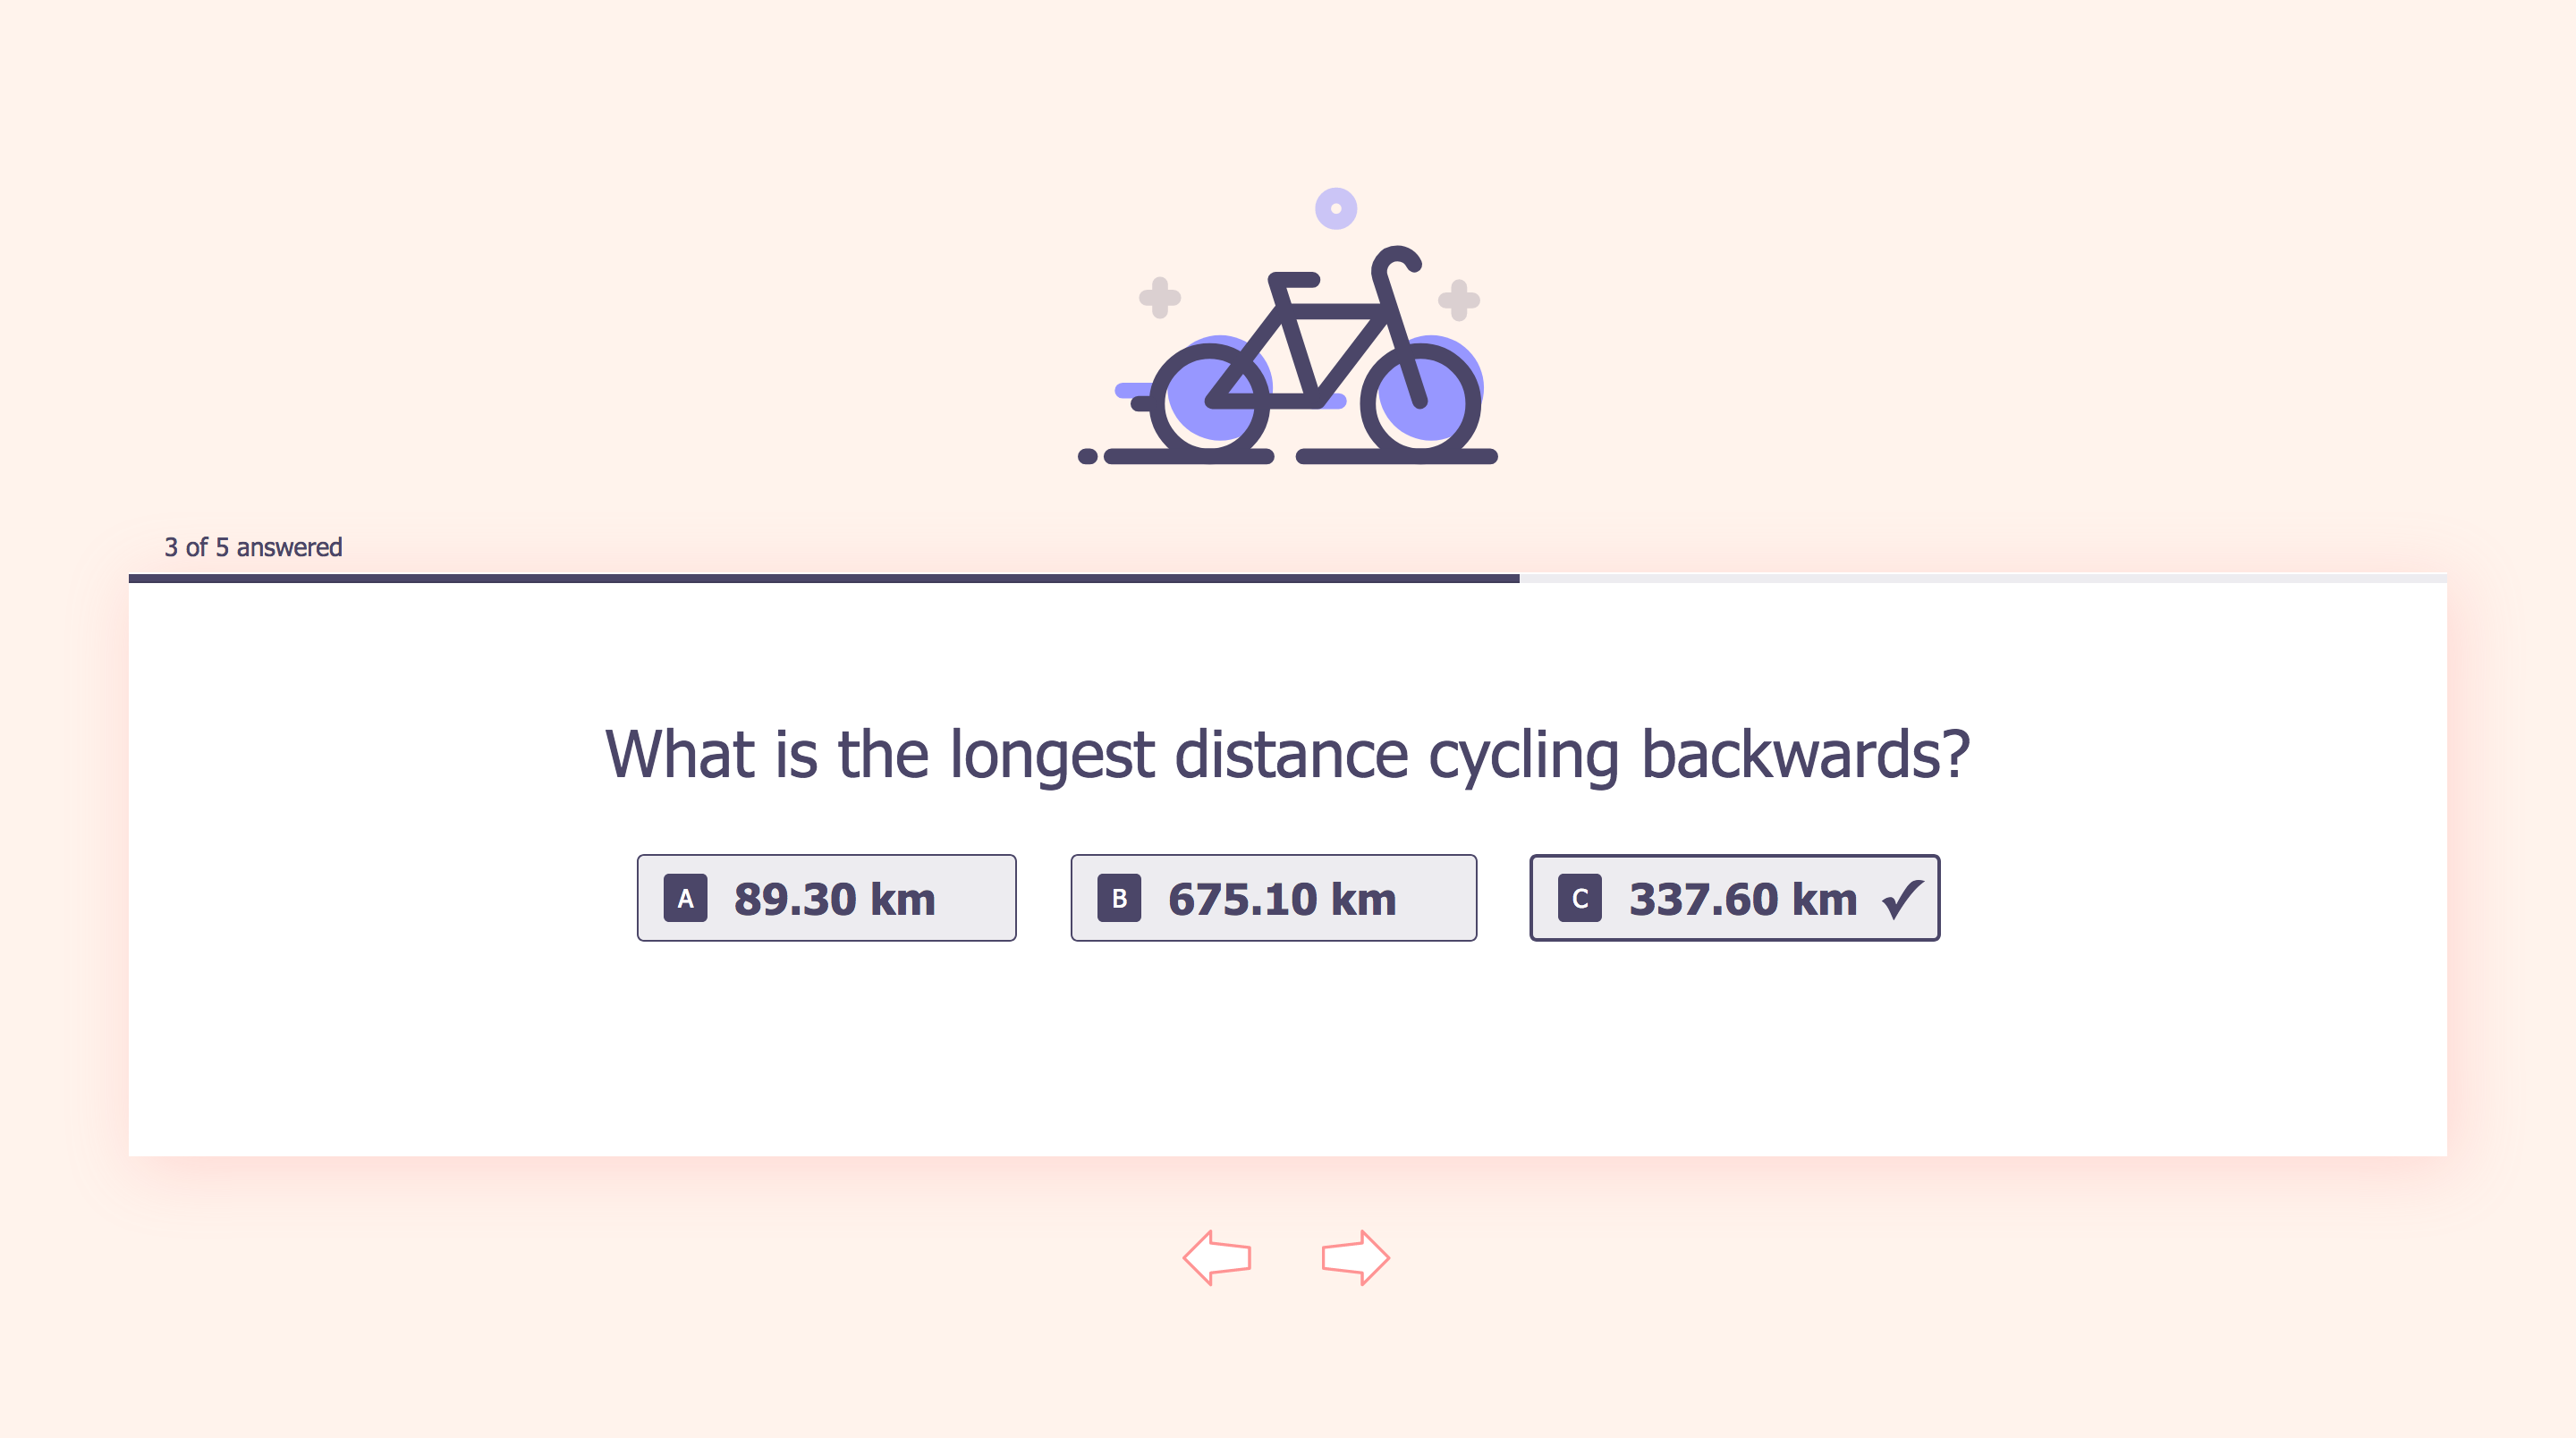 3 of 5 answered
What is the longest distance cycling backwards?
A 89.30 km B 675.10 km C 337.60 km ✓